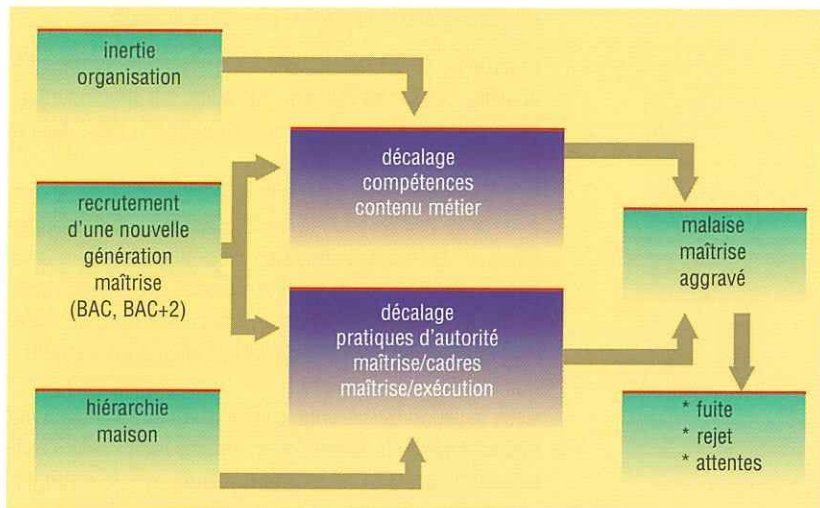 inertie
organisation
recrutement
d'une nouvelle
génération
maîtrise
(BAC, BAC+2)
hiérarchie
maison
décalage
compétences
contenu métier
décalage
pratiques d'autorité
maîtrise/cadres
maîtrise/exécution
malaise
maîtrise
aggravé
* fuite
* rejet
* attentes